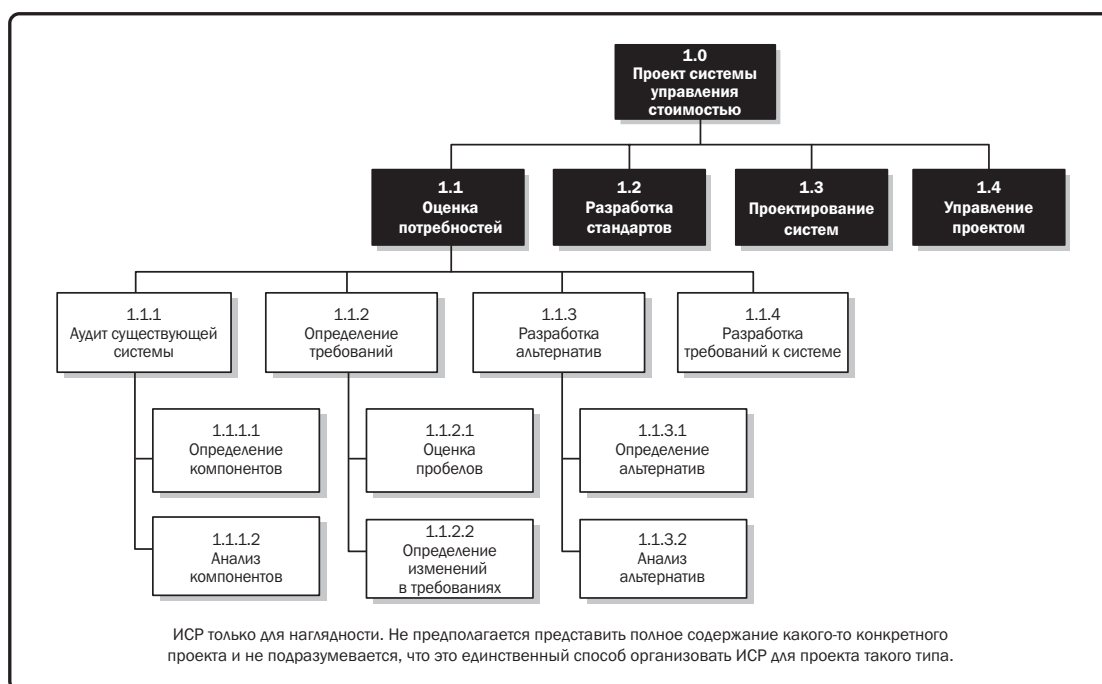 1.0
Проект системы
управления
стоимостью
1.1
Оценка
потребностей
1.2
Разработка
стандартов
1.3
Проектирование
систем
1.4
Управление
проектом
1.1.1
Аудит существующей
системы
1.1.2
Определение
требований
1.1.3
Разработка
альтернатив
1.1.4
Разработка
требований к системе
1.1.1.1
Определение
компонентов
1.1.2.1
Оценка
пробелов
1.1.3.1
Определение
альтернатив
1.1.1.2
Анализ
компонентов
1.1.2.2
Определение
изменений
в требованиях
1.1.3.2
Анализ
альтернатив
ИСР только для наглядности. Не предполагается представить полное содержание какого-то конкретного
проекта и не подразумевается, что это единственный способ организовать ИСР для проекта такого типа.